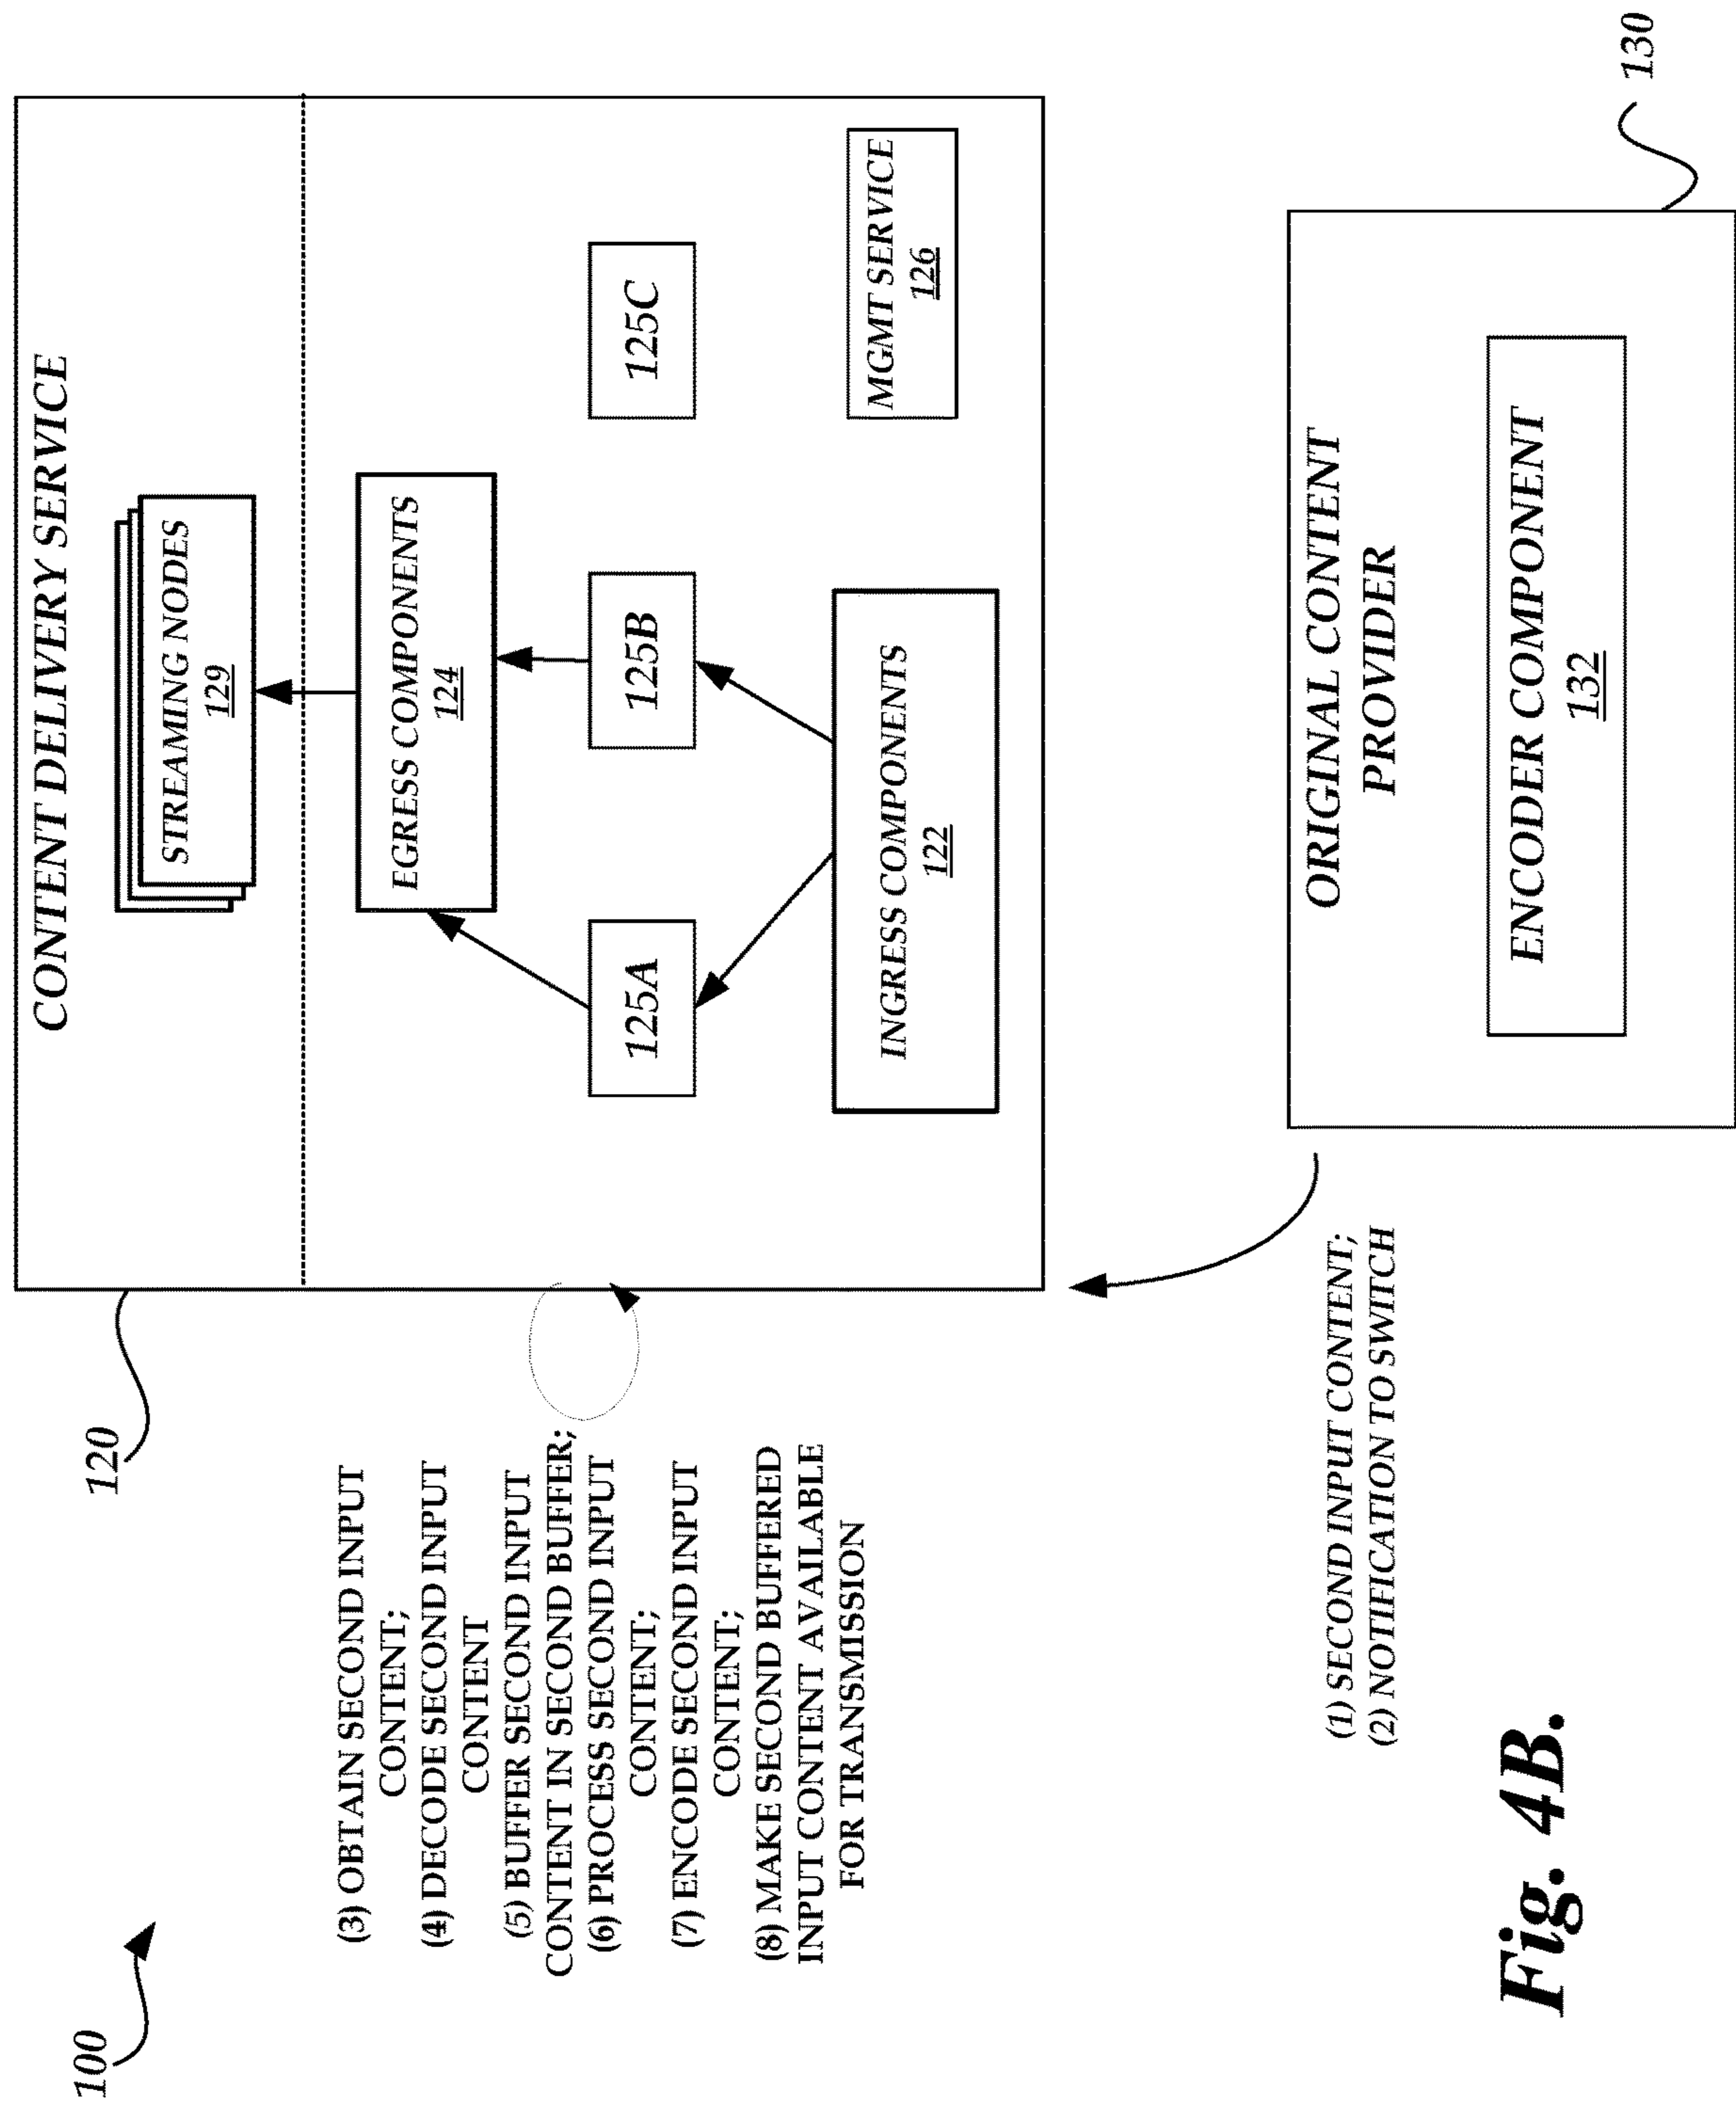 100
120
CONTENT DELIVERY SERVICE
STREAMING NODES
129
EGRESS COMPONENTS
124
125A
125B
125C
INGRESS COMPONENTS
122
MGMT SERVICE
126
(3) OBTAIN SECOND INPUT
CONTENT;
(4) DECODE SECOND INPUT
CONTENT
(5) BUFFER SECOND INPUT
CONTENT IN SECOND BUFFER;
(6) PROCESS SECOND INPUT
CONTENT;
(7) ENCODE SECOND INPUT
CONTENT;
(8) MAKE SECOND BUFFERED
INPUT CONTENT AVAILABLE
FOR TRANSMISSION
(1) SECOND INPUT CONTENT;
(2) NOTIFICATION TO SWITCH
ORIGINAL CONTENT
PROVIDER
ENCODER COMPONENT
132
130
Fig. 4B.